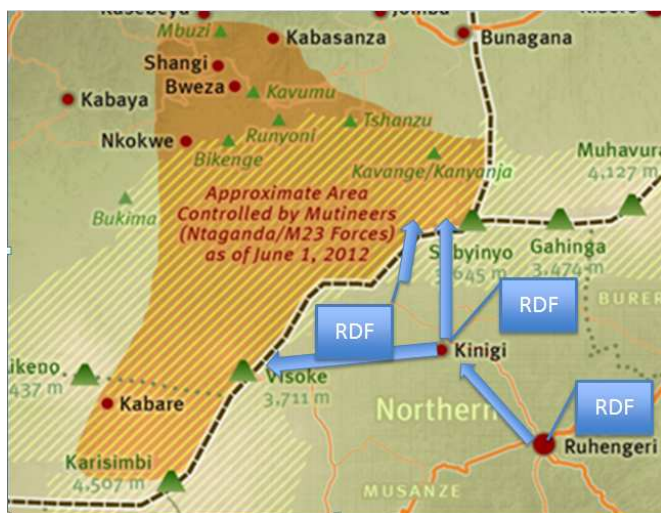 Mbuzi
Kabasanza
Bunagana
Shangi
Bweza
Kabaya
Kavumu
Tshanzu
Runyoni
Nkokwe
Bikenge
Muhavura
4,127 m
Kavange/Kanyanja
Bukima
Approximate Area
Controlled by Mutineers
(Ntaganda/M23 Forces)
as of June 1, 2012
Gahinga
3,474 m
RDF
RDF
BURER
Kinigi
437 m
Visoke
3,711 m
Kabare
Northern
RDF
Ruhengeri
Karisimbi
4,507 m
MUSANZE